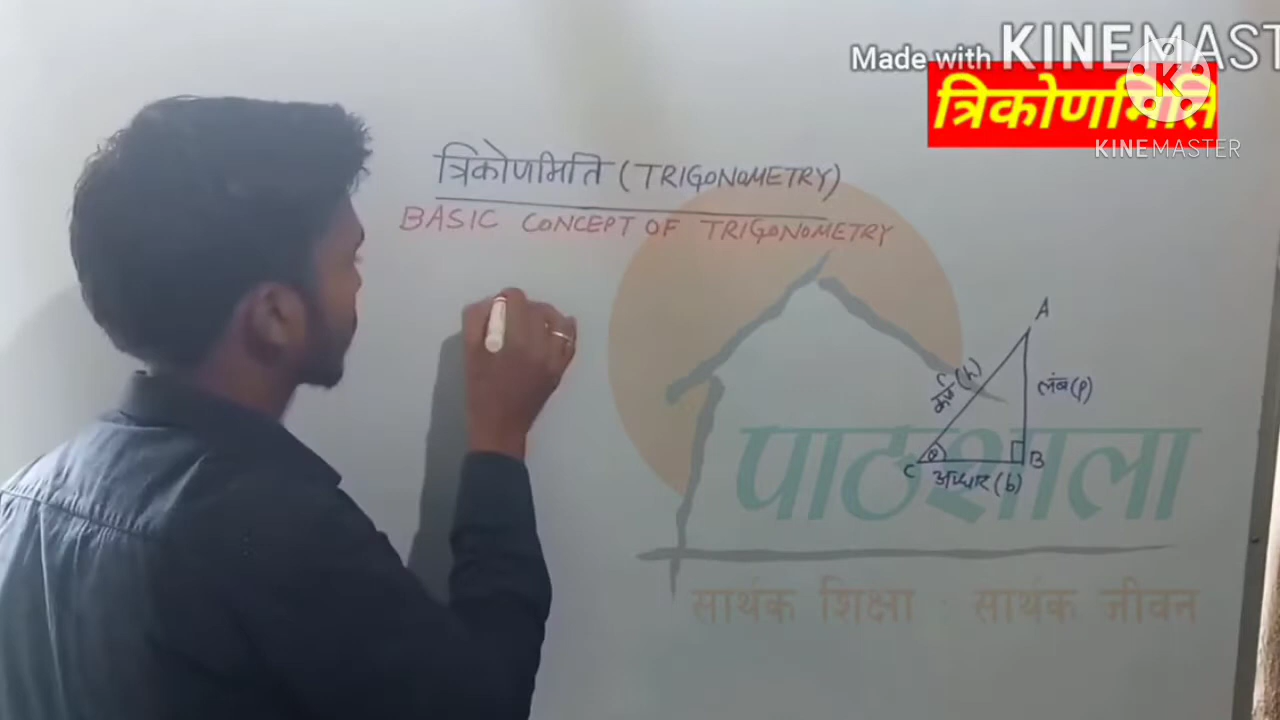 Made with KINEMAST
त्रिकोणमिति
KINEMASTER
त्रिकोणमिति (TRIGONOMETRY)
BASIC CONCEPT OF TRIGONOMETRY
A
कर्ण (h)
लंब (p)
θ
C
B
आधार (b)
पाठशाला
सार्थक शिक्षा · सार्थक जीवन